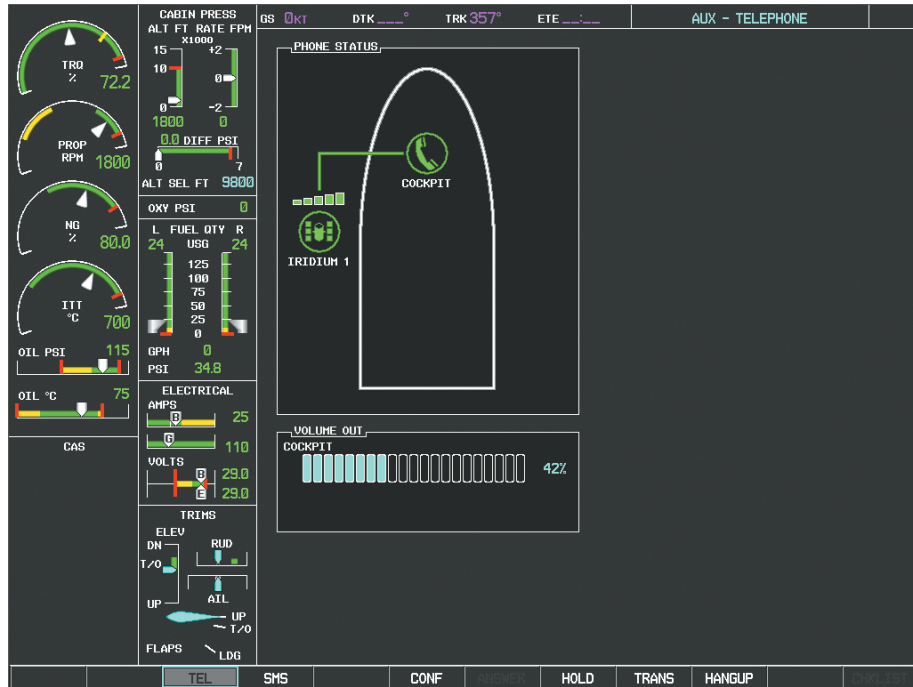 GS 0KT DTK ___° TRK 357° ETE __:__ AUX - TELEPHONE
TRQ
%
72.2
PROP
RPM
1800
NG
%
80.0
ITT
°C
700
OIL PSI 115
OIL °C 75
CAS
CABIN PRESS
ALT FT RATE FPM
X1000
15 +2
10 0
0 -2
1800 0
0.0 DIFF PSI
0 7
ALT SEL FT 9800
OXY PSI 0
L FUEL QTY R
24 USG 24
125
100
75
50
25
0
GPH 0
PSI 34.8
ELECTRICAL
AMPS
B 25
G 110
VOLTS
B 29.0
E 29.0
TRIMS
ELEV
DN RUD
T/O
UP AIL
UP
T/O
FLAPS LDG
PHONE STATUS
COCKPIT
IRIDIUM 1
VOLUME OUT
COCKPIT
42%
TEL SMS CONF ANSWER HOLD TRANS HANGUP CHKLIST